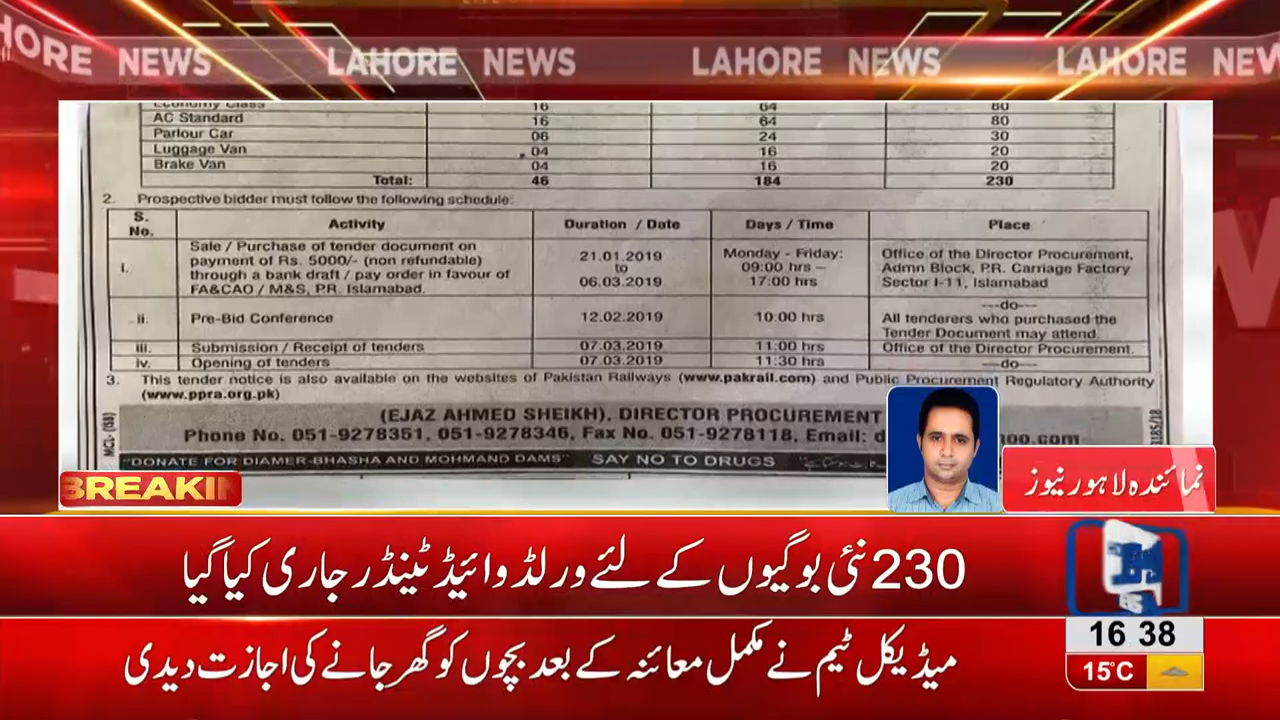 HORE NEWS LAHORE NEWS LAHORE NEWS LAHORE NEW
Economy Class 16 64 80
AC Standard 16 64 80
Parlour Car 06 24 30
Luggage Van 04 16 20
Brake Van 04 16 20
Total: 46 184 230
2. Prospective bidder must follow the following schedule:
S. No. Activity Duration / Date Days / Time Place
i. Sale / Purchase of tender document on payment of Rs. 5000/- (non refundable) through a bank draft / pay order in favour of FA&CAO / M&S, P.R. Islamabad. 21.01.2019 to 06.03.2019 Monday - Friday: 09:00 hrs – 17:00 hrs Office of the Director Procurement, Admn Block, P.R. Carriage Factory Sector I-11, Islamabad
ii. Pre-Bid Conference 12.02.2019 10:00 hrs ---do--- All tenderers who purchased the Tender Document may attend.
iii. Submission / Receipt of tenders 07.03.2019 11:00 hrs Office of the Director Procurement.
iv. Opening of tenders 07.03.2019 11:30 hrs ---do---
3. This tender notice is also available on the websites of Pakistan Railways (www.pakrail.com) and Public Procurement Regulatory Authority
(www.ppra.org.pk)
(EJAZ AHMED SHEIKH), DIRECTOR PROCUREMENT
Phone No. 051-9278351, 051-9278346, Fax No. 051-9278118, Email: d
"DONATE FOR DIAMER-BHASHA AND MOHMAND DAMS" SAY NO TO DRUGS
BREAKIN
نمائندہ لاہور نیوز
230 نئی بوگیوں کے لئے ورلڈ وائیڈ ٹینڈر جاری کیا گیا
میڈیکل ٹیم نے مکمل معائنہ کے بعد بچوں کو گھر جانے کی اجازت دیدی
16 38
15°C